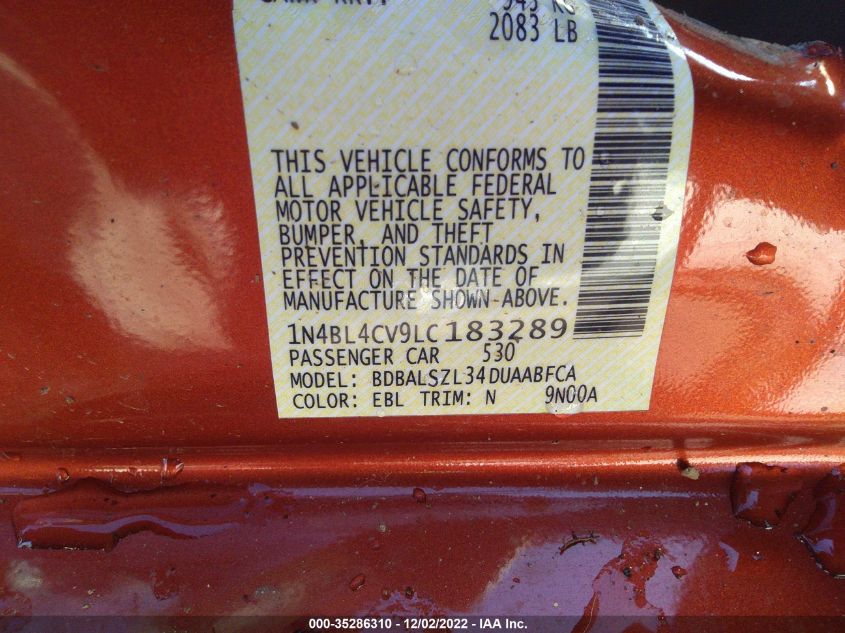 2083 LB
THIS VEHICLE CONFORMS TO
ALL APPLICABLE FEDERAL
MOTOR VEHICLE SAFETY,
BUMPER, AND THEFT
PREVENTION STANDARDS IN
EFFECT ON THE DATE OF
MANUFACTURE SHOWN ABOVE.
1N4BL4CV9LC183289
PASSENGER CAR 530
MODEL: BDBALSZL34DUAABFCA
COLOR: EBL TRIM: N 9N00A
000-35286310 - 12/02/2022 - IAA Inc.